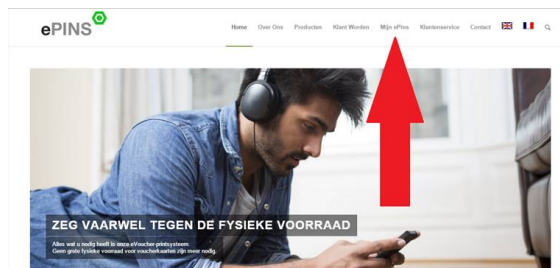 ePINS
Home Over Ons Producten Klant Worden Mijn ePins Klantenservice Contact
ZEG VAARWEL TEGEN DE FYSIEKE VOORRAAD
Alles wat u nodig heeft is onze eVoucher-printsysteem.
Geen grote fysieke voorraad voor voucherkaarten zijn meer nodig.